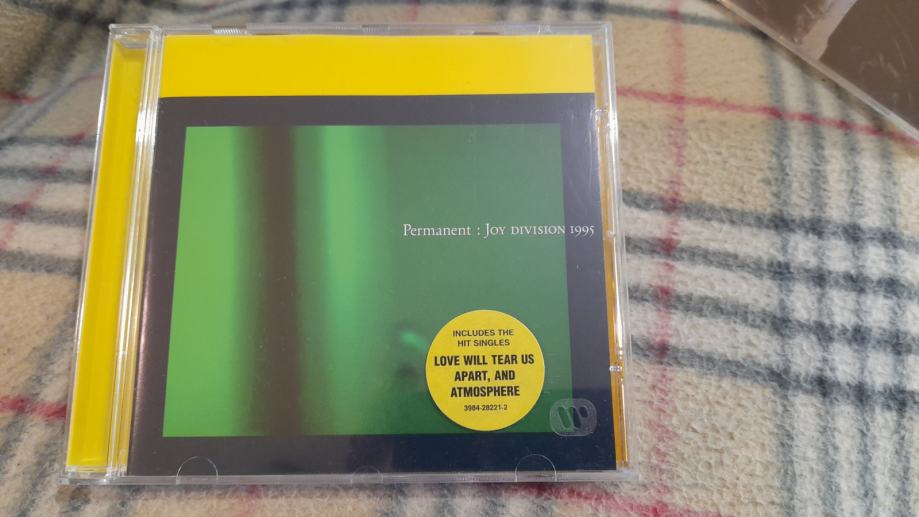 Permanent : Joy division 1995
INCLUDES THE
HIT SINGLES
LOVE WILL TEAR US
APART, AND
ATMOSPHERE
3984-28221-2